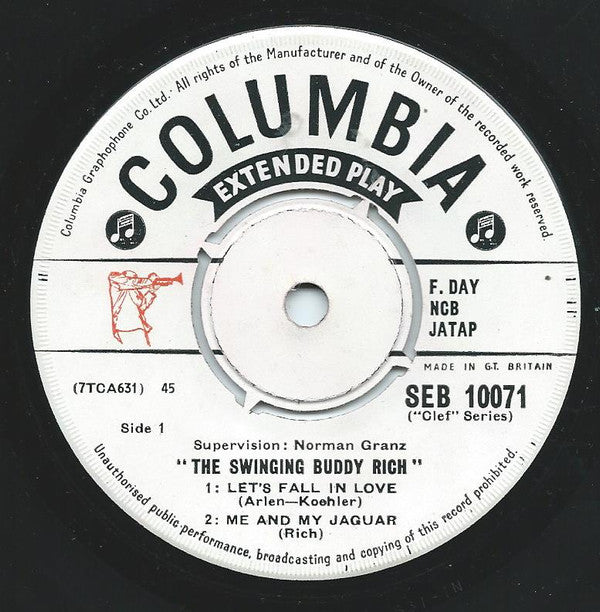 Columbia Graphophone Co. Ltd. · All rights of the Manufacturer and of the Owner of the recorded work reserved.
COLUMBIA
EXTENDED PLAY
F. DAY
NCB
JATAP
MADE IN GT. BRITAIN
(7TCA631) 45
SEB 10071
("Clef" Series)
Side 1
Supervision: Norman Granz
"THE SWINGING BUDDY RICH"
1: LET'S FALL IN LOVE
(Arlen—Koehler)
2: ME AND MY JAGUAR
(Rich)
Unauthorised public performance, broadcasting and copying of this record prohibited.